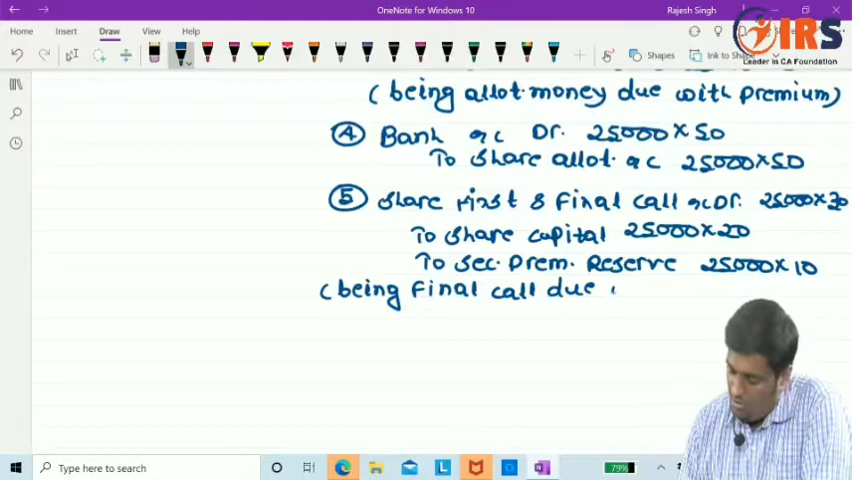 OneNote for Windows 10
Rajesh Singh
Home Insert Draw View Help
Shapes
Ink to Shape
IRS
Leader in CA Foundation
(being allot. money due with premium)
④ Bank a/c Dr. 25000×50
To share allot. a/c 25000×50
⑤ Share First & Final call a/c Dr. 25000×30
To share capital 25000×20
To Sec. Prem. Reserve 25000×10
(being Final call due
Type here to search
79%